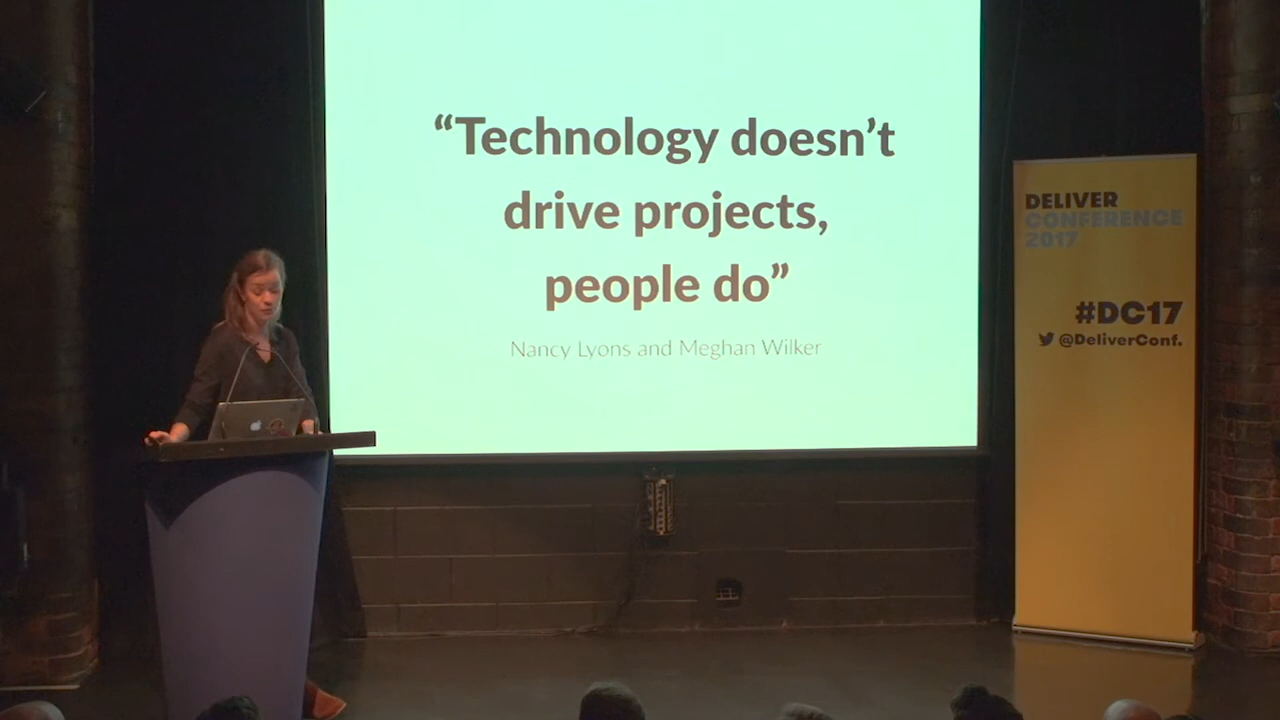 “Technology doesn’t
drive projects,
people do”
Nancy Lyons and Meghan Wilker
DELIVER
CONFERENCE
2017
#DC17
@DeliverConf.